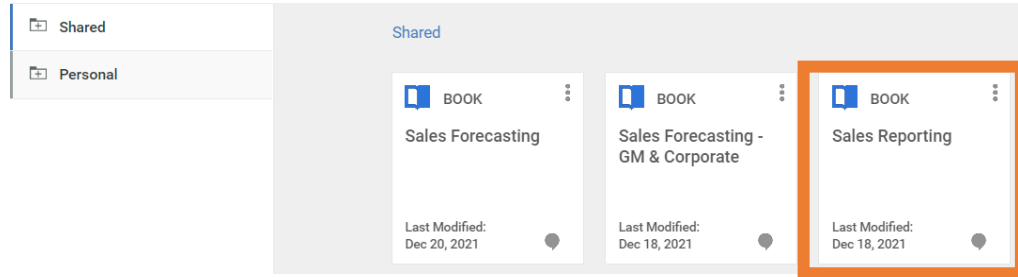 Shared
Personal
Shared
BOOK
Sales Forecasting
Last Modified:
Dec 20, 2021
BOOK
Sales Forecasting -
GM & Corporate
Last Modified:
Dec 18, 2021
BOOK
Sales Reporting
Last Modified:
Dec 18, 2021